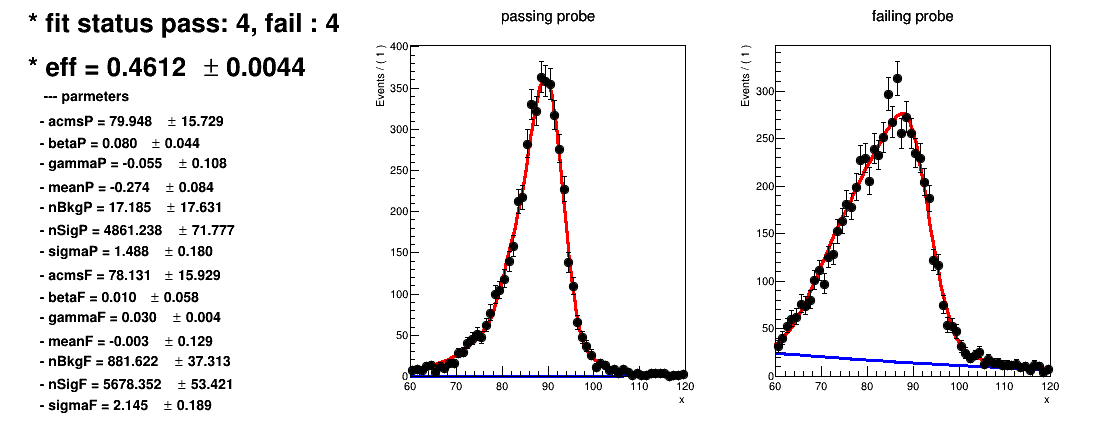 * fit status pass: 4, fail : 4
* eff = 0.4612 ± 0.0044
--- parmeters
- acmsP = 79.948 ± 15.729
- betaP = 0.080 ± 0.044
- gammaP = -0.055 ± 0.108
- meanP = -0.274 ± 0.084
- nBkgP = 17.185 ± 17.631
- nSigP = 4861.238 ± 71.777
- sigmaP = 1.488 ± 0.180
- acmsF = 78.131 ± 15.929
- betaF = 0.010 ± 0.058
- gammaF = 0.030 ± 0.004
- meanF = -0.003 ± 0.129
- nBkgF = 881.622 ± 37.313
- nSigF = 5678.352 ± 53.421
- sigmaF = 2.145 ± 0.189
passing probe
Events / ( 1 )
400
350
300
250
200
150
100
50
0
60 70 80 90 100 110 120
x
failing probe
Events / ( 1 )
300
250
200
150
100
50
0
60 70 80 90 100 110 120
x